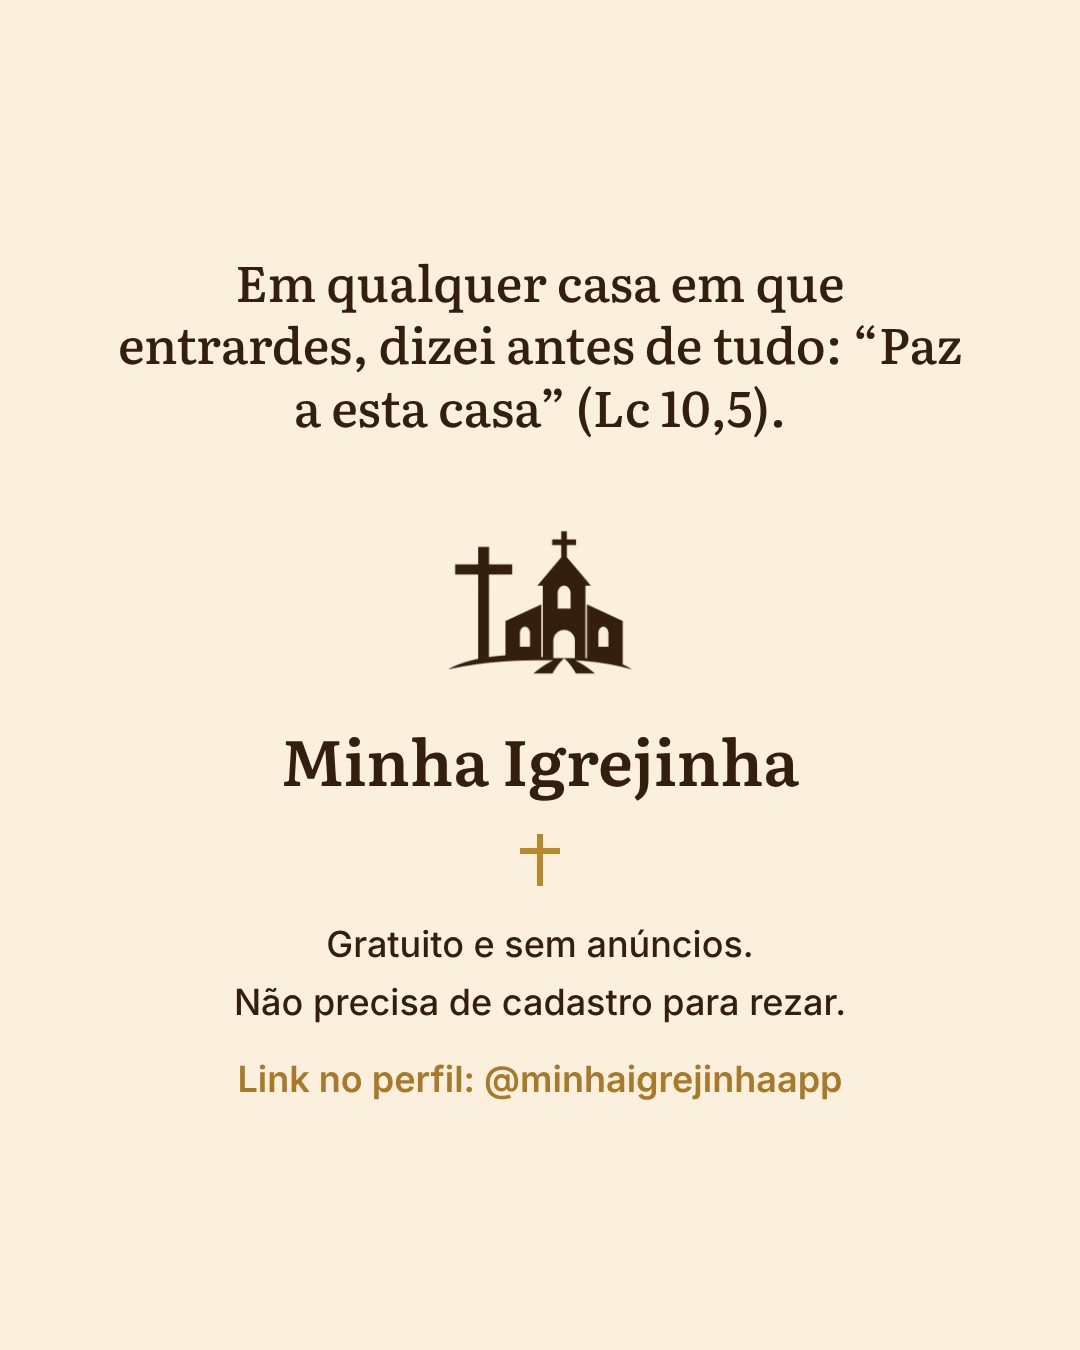 Em qualquer casa em que
entrardes, dizei antes de tudo: “Paz
a esta casa” (Lc 10,5).
Minha Igrejinha
Gratuito e sem anúncios.
Não precisa de cadastro para rezar.
Link no perfil: @minhaigrejinhaapp